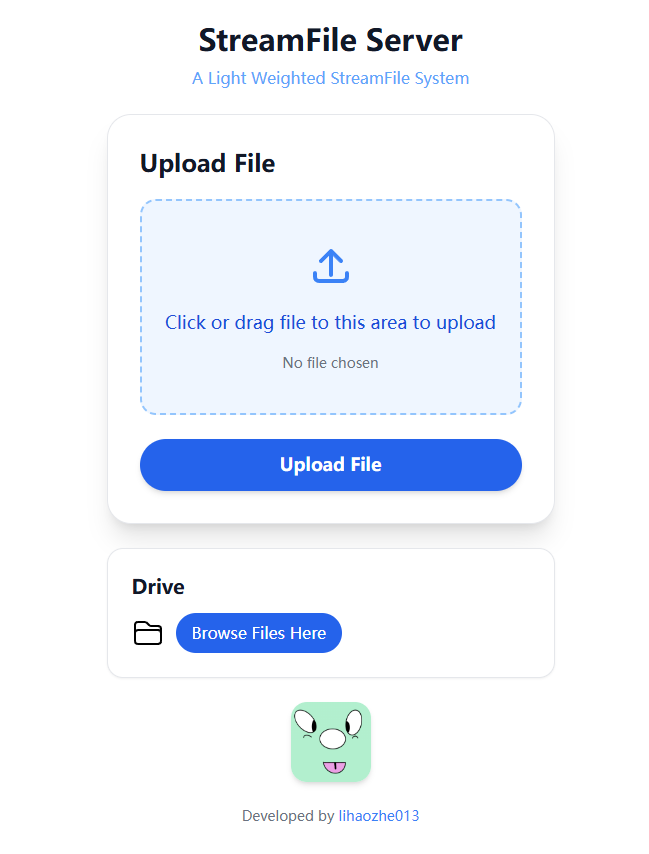 StreamFile Server
A Light Weighted StreamFile System
Upload File
Click or drag file to this area to upload
No file chosen
Upload File
Drive
Browse Files Here
Developed by lihaozhe013